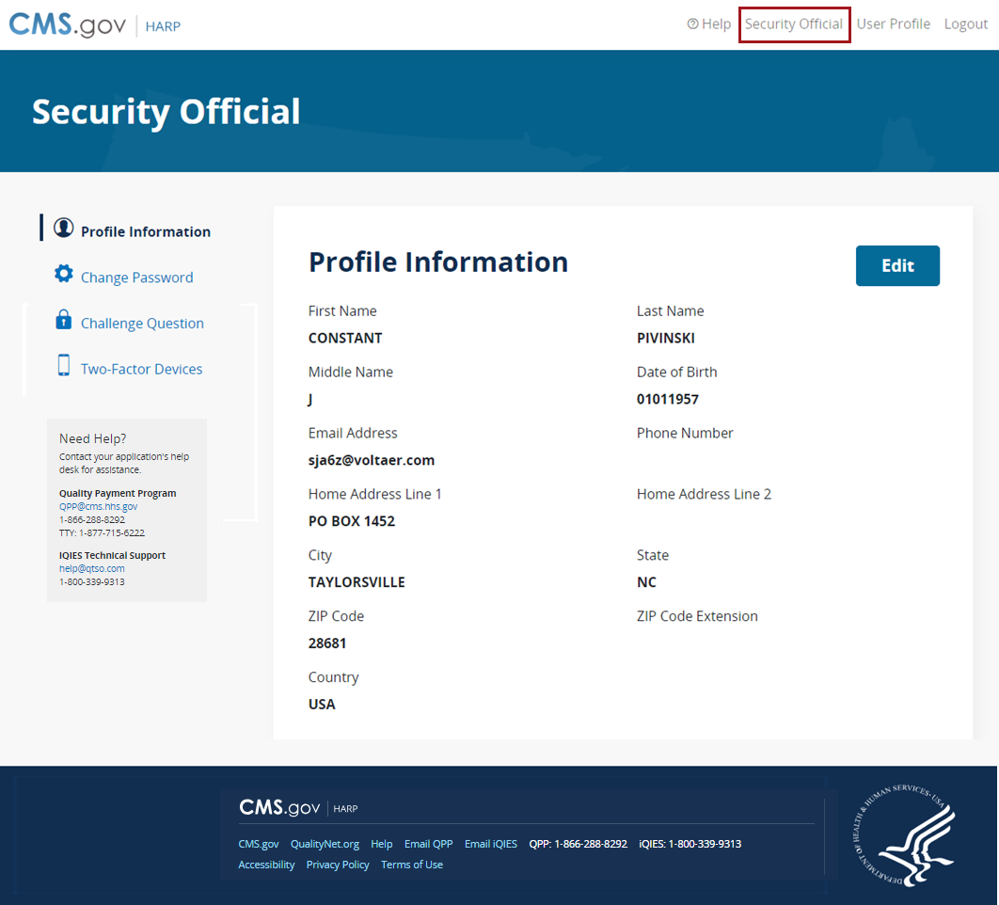 CMS.gov HARP
Help Security Official User Profile Logout
Security Official
Profile Information
Change Password
Challenge Question
Two-Factor Devices
Need Help?
Contact your application's help
desk for assistance.
Quality Payment Program
QPP@cms.hhs.gov
1-866-288-8292
TTY: 1-877-715-6222
IQIES Technical Support
help@qtso.com
1-800-339-9313
Profile Information
Edit
First Name Last Name
CONSTANT PIVINSKI
Middle Name Date of Birth
J 01011957
Email Address Phone Number
sja6z@voltaer.com
Home Address Line 1 Home Address Line 2
PO BOX 1452
City State
TAYLORSVILLE NC
ZIP Code ZIP Code Extension
28681
Country
USA
CMS.gov HARP
CMS.gov QualityNet.org Help Email QPP Email iQIES QPP: 1-866-288-8292 iQIES: 1-800-339-9313
Accessibility Privacy Policy Terms of Use
DEPARTMENT OF HEALTH & HUMAN SERVICES • USA